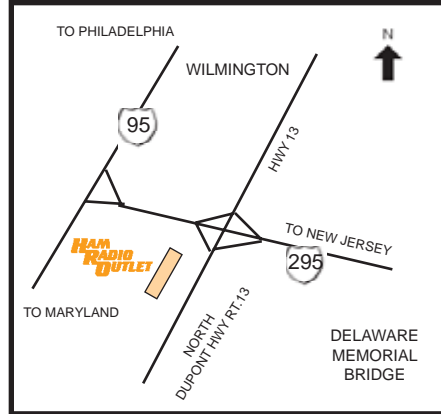 TO PHILADELPHIA
N
WILMINGTON
95
HWY 13
TO NEW JERSEY
HAM
RADIO
OUTLET
295
TO MARYLAND
NORTH
DUPONT HWY RT.13
DELAWARE
MEMORIAL
BRIDGE